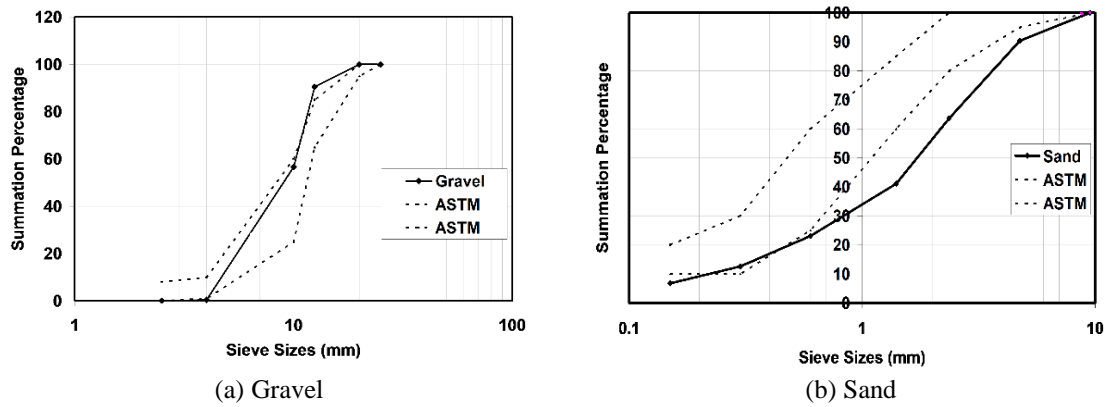 120
100
80
60
40
20
0
Summation Percentage
1
10
100
Sieve Sizes (mm)
Gravel
ASTM
ASTM
(a) Gravel
100
90
80
70
60
50
40
30
20
10
0
Summation Percentage
0.1
1
10
Sieve Sizes (mm)
Sand
ASTM
ASTM
(b) Sand